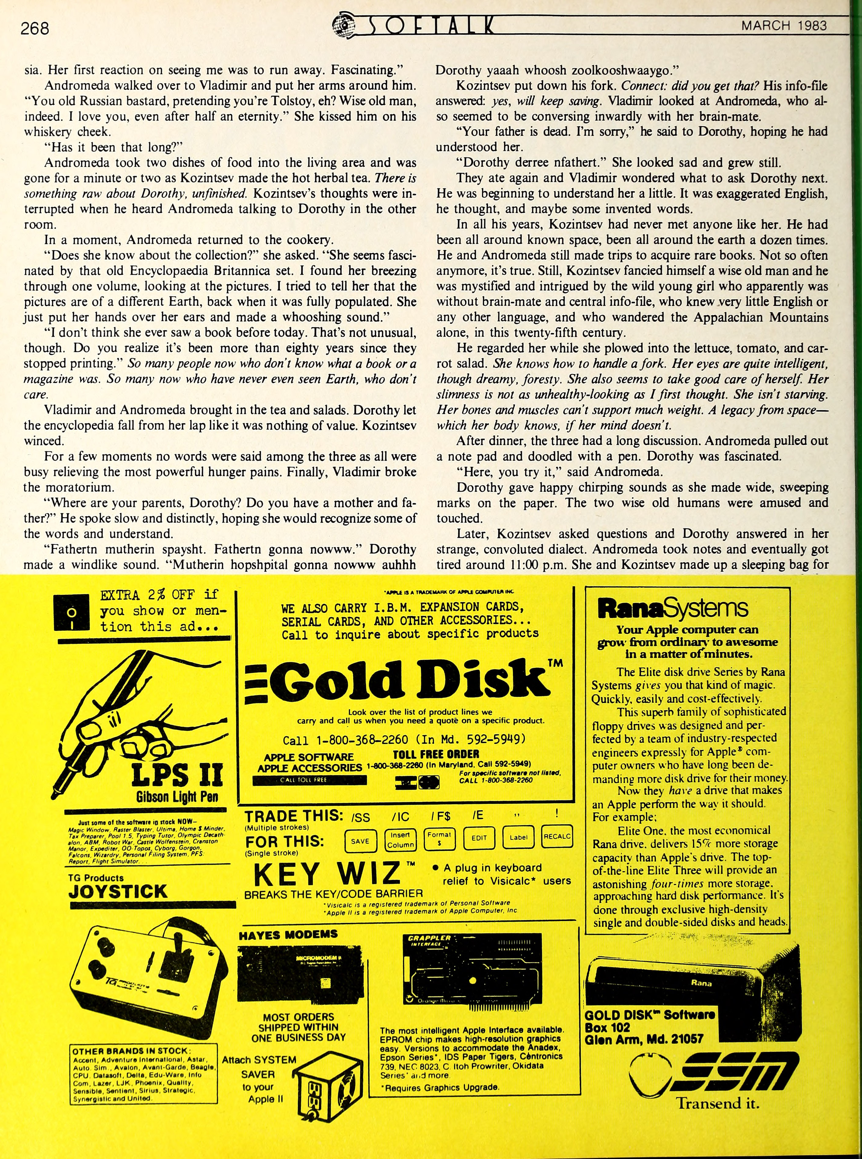 268
SOFTALK
MARCH 1983
sia. Her first reaction on seeing me was to run away. Fascinating."
Andromeda walked over to Vladimir and put her arms around him.
"You old Russian bastard, pretending you're Tolstoy, eh? Wise old man,
indeed. I love you, even after half an eternity." She kissed him on his
whiskery cheek.
"Has it been that long?"
Andromeda took two dishes of food into the living area and was
gone for a minute or two as Kozintsev made the hot herbal tea. There is
something raw about Dorothy, unfinished. Kozintsev's thoughts were in-
terrupted when he heard Andromeda talking to Dorothy in the other
room.
In a moment, Andromeda returned to the cookery.
"Does she know about the collection?" she asked. "She seems fasci-
nated by that old Encyclopaedia Britannica set. I found her breezing
through one volume, looking at the pictures. I tried to tell her that the
pictures are of a different Earth, back when it was fully populated. She
just put her hands over her ears and made a whooshing sound."
"I don't think she ever saw a book before today. That's not unusual,
though. Do you realize it's been more than eighty years since they
stopped printing." So many people now who don't know what a book or a
magazine was. So many now who have never even seen Earth, who don't
care.
Vladimir and Andromeda brought in the tea and salads. Dorothy let
the encyclopedia fall from her lap like it was nothing of value. Kozintsev
winced.
For a few moments no words were said among the three as all were
busy relieving the most powerful hunger pains. Finally, Vladimir broke
the moratorium.
"Where are your parents, Dorothy? Do you have a mother and fa-
ther?" He spoke slow and distinctly, hoping she would recognize some of
the words and understand.
"Fathertn mutherin spaysht. Fathertn gonna nowww." Dorothy
made a windlike sound. "Mutherin hopshpital gonna nowww auhhh
Dorothy yaaah whoosh zoolkooshwaaygo."
Kozintsev put down his fork. Connect: did you get that? His info-file
answered: yes, will keep saving. Vladimir looked at Andromeda, who al-
so seemed to be conversing inwardly with her brain-mate.
"Your father is dead. I'm sorry," he said to Dorothy, hoping he had
understood her.
"Dorothy derree nfathert." She looked sad and grew still.
They ate again and Vladimir wondered what to ask Dorothy next.
He was beginning to understand her a little. It was exaggerated English,
he thought, and maybe some invented words.
In all his years, Kozintsev had never met anyone like her. He had
been all around known space, been all around the earth a dozen times.
He and Andromeda still made trips to acquire rare books. Not so often
anymore, it's true. Still, Kozintsev fancied himself a wise old man and he
was mystified and intrigued by the wild young girl who apparently was
without brain-mate and central info-file, who knew very little English or
any other language, and who wandered the Appalachian Mountains
alone, in this twenty-fifth century.
He regarded her while she plowed into the lettuce, tomato, and car-
rot salad. She knows how to handle a fork. Her eyes are quite intelligent,
though dreamy, foresty. She also seems to take good care of herself. Her
slimness is not as unhealthy-looking as I first thought. She isn't starving.
Her bones and muscles can't support much weight. A legacy from space—
which her body knows, if her mind doesn't.
After dinner, the three had a long discussion. Andromeda pulled out
a note pad and doodled with a pen. Dorothy was fascinated.
"Here, you try it," said Andromeda.
Dorothy gave happy chirping sounds as she made wide, sweeping
marks on the paper. The two wise old humans were amused and
touched.
Later, Kozintsev asked questions and Dorothy answered in her
strange, convoluted dialect. Andromeda took notes and eventually got
tired around 11:00 p.m. She and Kozintsev made up a sleeping bag for
EXTRA 2% OFF if
you show or men-
tion this ad...
LPS II
Gibson Light Pen
Just some of the software in stock NOW—
Magic Window, Raster Blaster, Ultima, Home $ Minder,
Tax Preparer, Pool 1.5, Typing Tutor, Olympic Decath-
alon, ABM, Robot War, Castle Wolfenstein, Cranston
Manor, Expediter, OO-Topos, Cyborg, Gorgon,
Falcons, Wizardry, Personal Filing System, PFS:
Report, Flight Simulator...
TG Products
JOYSTICK
OTHER BRANDS IN STOCK:
Accent, Adventure International, Astar,
Auto Sim., Avalon, Avant-Garde, Beagle,
CPU, Datasoft, Delta, Edu-Ware, Info
Com, Lazer, LJK, Phoenix, Quality,
Sensible, Sentient, Sirius, Strategic,
Synergistic and United.
*APPLE IS A TRADEMARK OF APPLE COMPUTER INC.
WE ALSO CARRY I.B.M. EXPANSION CARDS,
SERIAL CARDS, AND OTHER ACCESSORIES...
Call to inquire about specific products
Gold Disk™
Look over the list of product lines we
carry and call us when you need a quote on a specific product.
Call 1-800-368-2260 (In Md. 592-5949)
APPLE SOFTWARE
APPLE ACCESSORIES
CALL TOLL FREE
TOLL FREE ORDER
1-800-368-2260 (In Maryland, Call 592-5949)
For specific software not listed,
CALL 1-800-368-2260
TRADE THIS: /SS /IC /F$ /E " !
(Multiple strokes)
FOR THIS: SAVE Insert Column Format $ EDIT Label RECALC
(Single stroke)
KEY WIZ™
BREAKS THE KEY/CODE BARRIER
• A plug in keyboard
relief to Visicalc* users
*Visicalc is a registered trademark of Personal Software
*Apple II is a registered trademark of Apple Computer, Inc
HAYES MODEMS
MICROMODEM II
MOST ORDERS
SHIPPED WITHIN
ONE BUSINESS DAY
Attach SYSTEM
SAVER
to your
Apple II
GRAPPLER
INTERFACE
The most intelligent Apple Interface available.
EPROM chip makes high-resolution graphics
easy. Versions to accommodate the Anadex,
Epson Series*, IDS Paper Tigers, Centronics
739, NEC 8023, C. Itoh Prowriter, Okidata
Series* and more
*Requires Graphics Upgrade.
RanaSystems
Your Apple computer can
grow from ordinary to awesome
in a matter of minutes.
The Elite disk drive Series by Rana
Systems gives you that kind of magic.
Quickly, easily and cost-effectively.
This superb family of sophisticated
floppy drives was designed and per-
fected by a team of industry-respected
engineers expressly for Apple* com-
puter owners who have long been de-
manding more disk drive for their money.
Now they have a drive that makes
an Apple perform the way it should.
For example;
Elite One, the most economical
Rana drive, delivers 15% more storage
capacity than Apple's drive. The top-
of-the-line Elite Three will provide an
astonishing four-times more storage,
approaching hard disk performance. It's
done through exclusive high-density
single and double-sided disks and heads.
Rana
GOLD DISK™ Software
Box 102
Glen Arm, Md. 21057
SSM
Transend it.